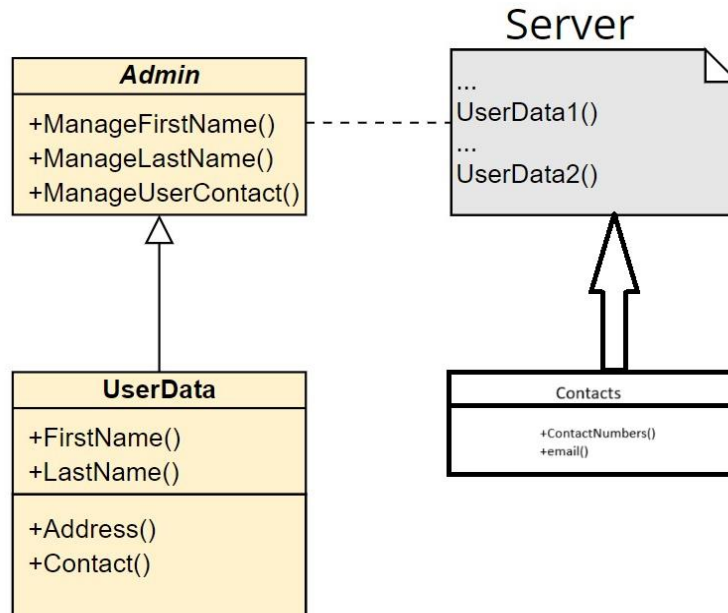 Server
Admin
+ManageFirstName()
+ManageLastName()
+ManageUserContact()
...
UserData1()
...
UserData2()
UserData
+FirstName()
+LastName()
+Address()
+Contact()
Contacts
+ContactNumbers()
+email()